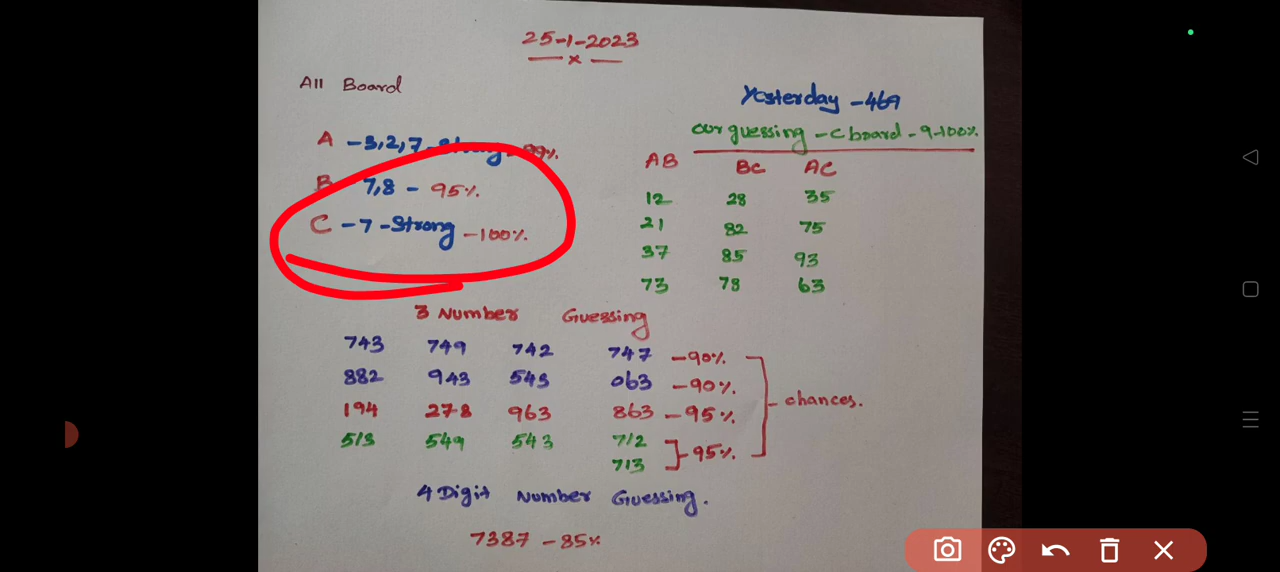 25-1-2023
x
All Board
Yesterday -469
our guessing - C board - 9-100%.
A - 3,2,7 - Strong - 99%.
B 7,8 - 95%.
C - 7 - Strong - 100%.
AB BC AC
12 28 35
21 82 75
37 85 93
73 78 63
3 Number Guessing
743 749 742 747 - 90%.
882 943 543 063 - 90%.
194 278 963 863 - 95%.
513 549 543 712
713
} - 95%.
- chances.
4 Digit Number Guessing.
7387 - 85%